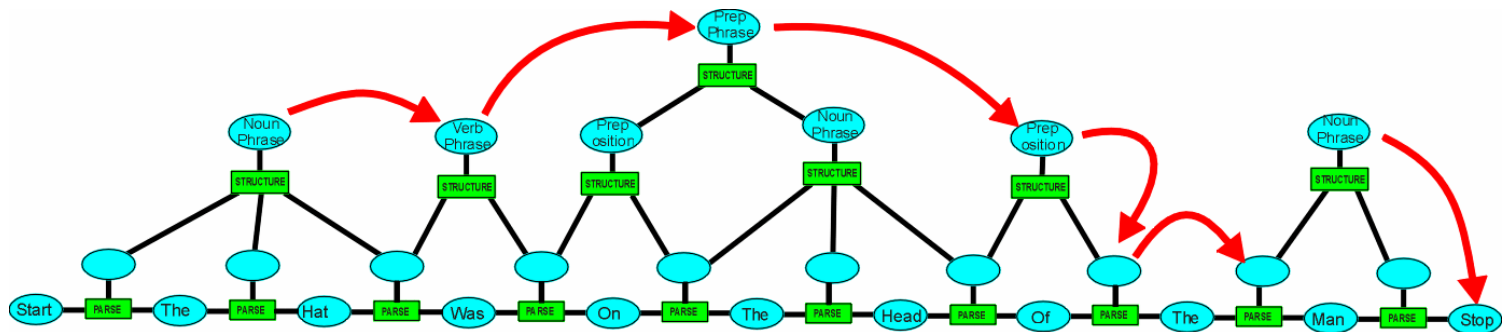 Prep
Phrase
STRUCTURE
Noun
Phrase
Verb
Phrase
Prep
osition
Noun
Phrase
Prep
osition
Noun
Phrase
STRUCTURE
STRUCTURE
STRUCTURE
STRUCTURE
STRUCTURE
STRUCTURE
Start PARSE The PARSE Hat PARSE Was PARSE On PARSE The PARSE Head PARSE Of PARSE The PARSE Man PARSE Stop